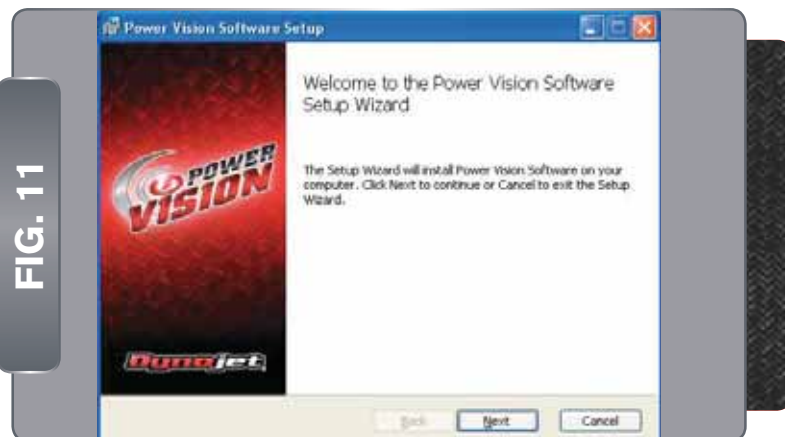 FIG. 11
Power Vision Software Setup
Welcome to the Power Vision Software
Setup Wizard
The Setup Wizard will install Power Vision Software on your
computer. Click Next to continue or Cancel to exit the Setup
Wizard.
POWER
VISION
Dynojet
Back
Next
Cancel